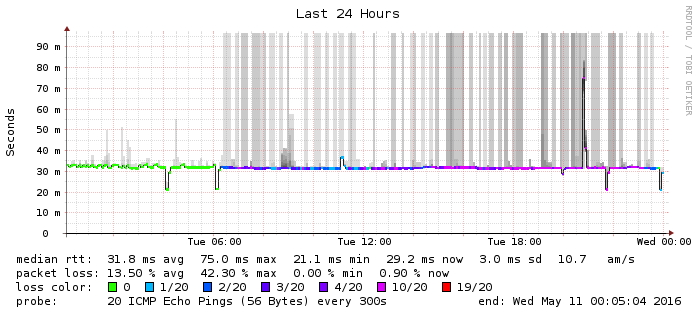 Last 24 Hours
RRDTOOL / TOBI OETIKER
Seconds
90 m
80 m
70 m
60 m
50 m
40 m
30 m
20 m
10 m
0
Tue 06:00 Tue 12:00 Tue 18:00 Wed 00:00
median rtt: 31.8 ms avg 75.0 ms max 21.1 ms min 29.2 ms now 3.0 ms sd 10.7 am/s
packet loss: 13.50 % avg 42.30 % max 0.00 % min 0.90 % now
loss color: 0 1/20 2/20 3/20 4/20 10/20 19/20
probe: 20 ICMP Echo Pings (56 Bytes) every 300s end: Wed May 11 00:05:04 2016